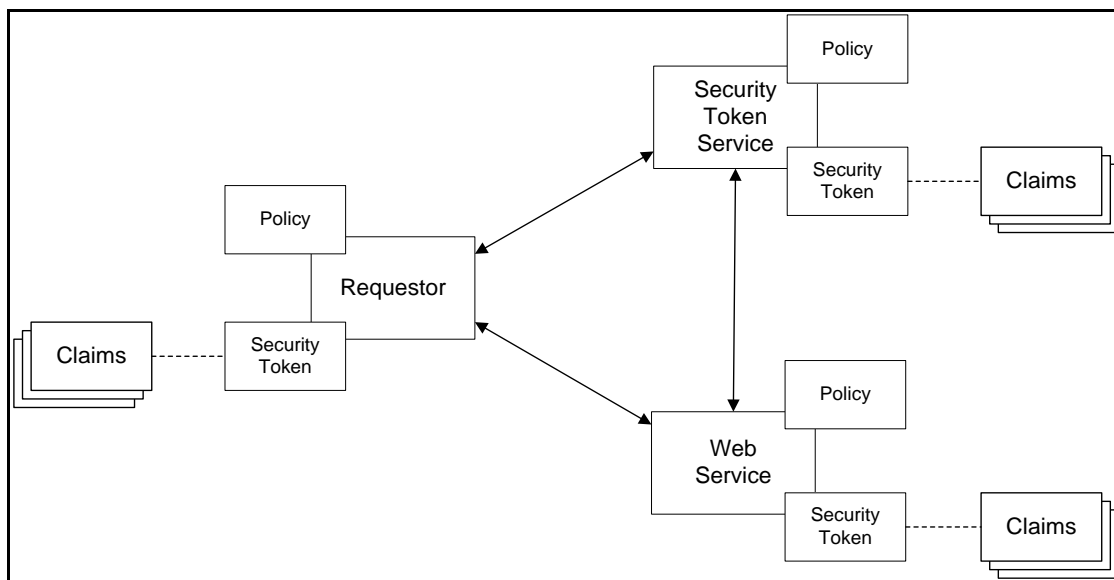 Policy
Security
Token
Service
Security
Token
Claims
Policy
Requestor
Claims
Security
Token
Policy
Web
Service
Security
Token
Claims